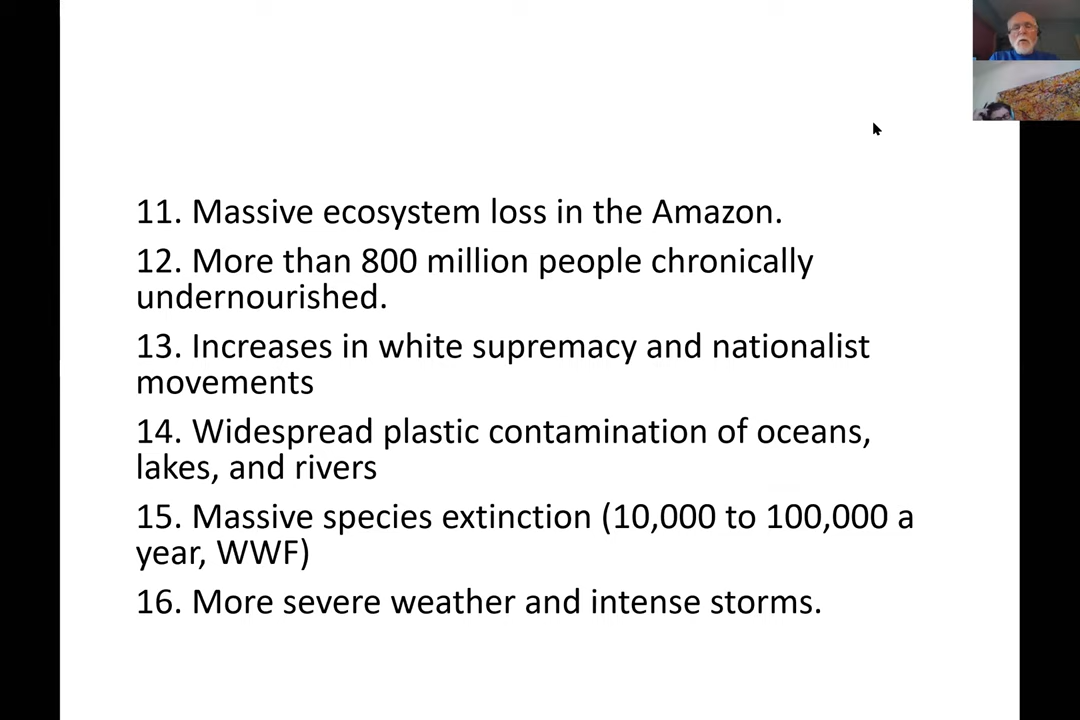 11. Massive ecosystem loss in the Amazon.
12. More than 800 million people chronically
undernourished.
13. Increases in white supremacy and nationalist
movements
14. Widespread plastic contamination of oceans,
lakes, and rivers
15. Massive species extinction (10,000 to 100,000 a
year, WWF)
16. More severe weather and intense storms.